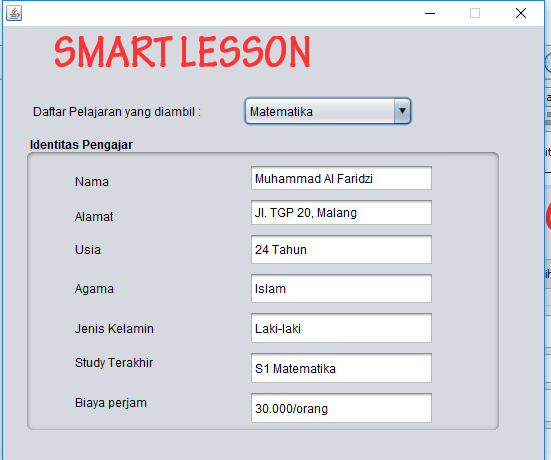 SMART LESSON
Daftar Pelajaran yang diambil : Matematika
Identitas Pengajar
Nama Muhammad Al Faridzi
Alamat Jl. TGP 20, Malang
Usia 24 Tahun
Agama Islam
Jenis Kelamin Laki-laki
Study Terakhir S1 Matematika
Biaya perjam 30.000/orang